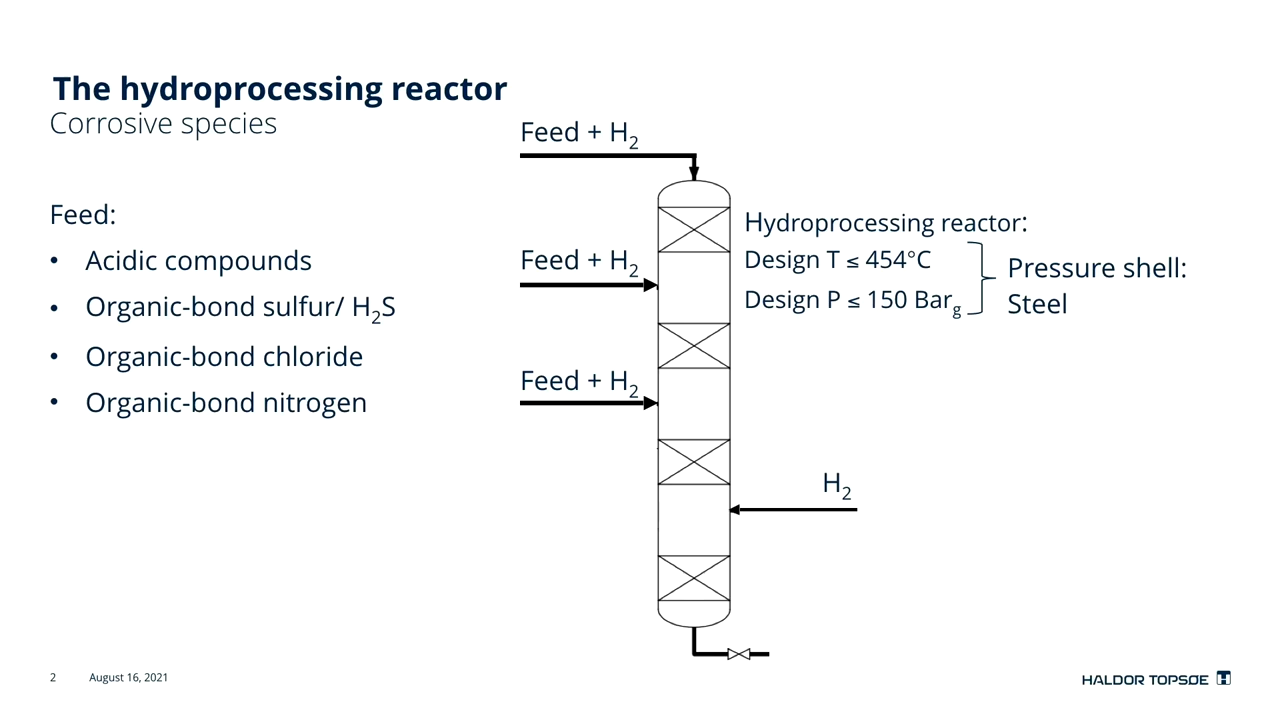 The hydroprocessing reactor
Corrosive species
Feed + H₂
Feed:
• Acidic compounds
• Organic-bond sulfur/ H₂S
• Organic-bond chloride
• Organic-bond nitrogen
Feed + H₂
Feed + H₂
H₂
Hydroprocessing reactor:
Design T ≤ 454°C
Design P ≤ 150 Bar_g
Pressure shell:
Steel
2
August 16, 2021
HALDOR TOPSØE H